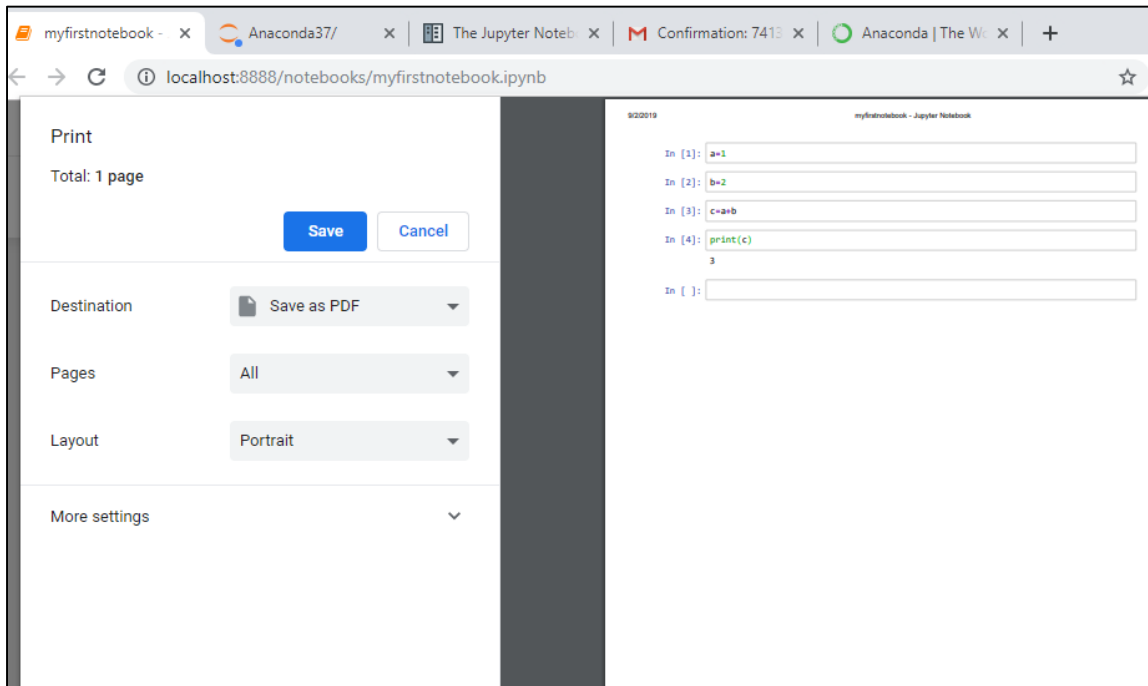 myfirstnotebook -
Anaconda37/
The Jupyter Noteb
Confirmation: 7413
Anaconda | The Wo
localhost:8888/notebooks/myfirstnotebook.ipynb
Print
Total: 1 page
Save
Cancel
Destination
Save as PDF
Pages
All
Layout
Portrait
More settings
9/2/2019
myfirstnotebook - Jupyter Notebook
In [1]: a=1
In [2]: b=2
In [3]: c=a+b
In [4]: print(c)
3
In [ ]: